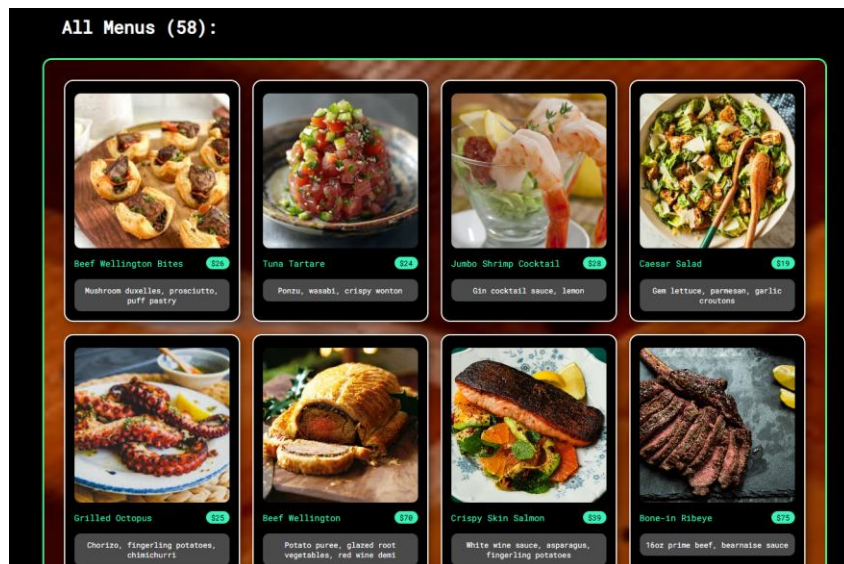 All Menus (58):
Beef Wellington Bites $26
Mushroom duxelles, prosciutto,
puff pastry
Tuna Tartare $24
Ponzu, wasabi, crispy wonton
Jumbo Shrimp Cocktail $28
Gin cocktail sauce, lemon
Caesar Salad $19
Gem lettuce, parmesan, garlic
croutons
Grilled Octopus $25
Chorizo, fingerling potatoes,
chimichurri
Beef Wellington $70
Potato puree, glazed root
vegetables, red wine demi
Crispy Skin Salmon $39
White wine sauce, asparagus,
fingerling potatoes
Bone-in Ribeye $75
16oz prime beef, bearnaise sauce